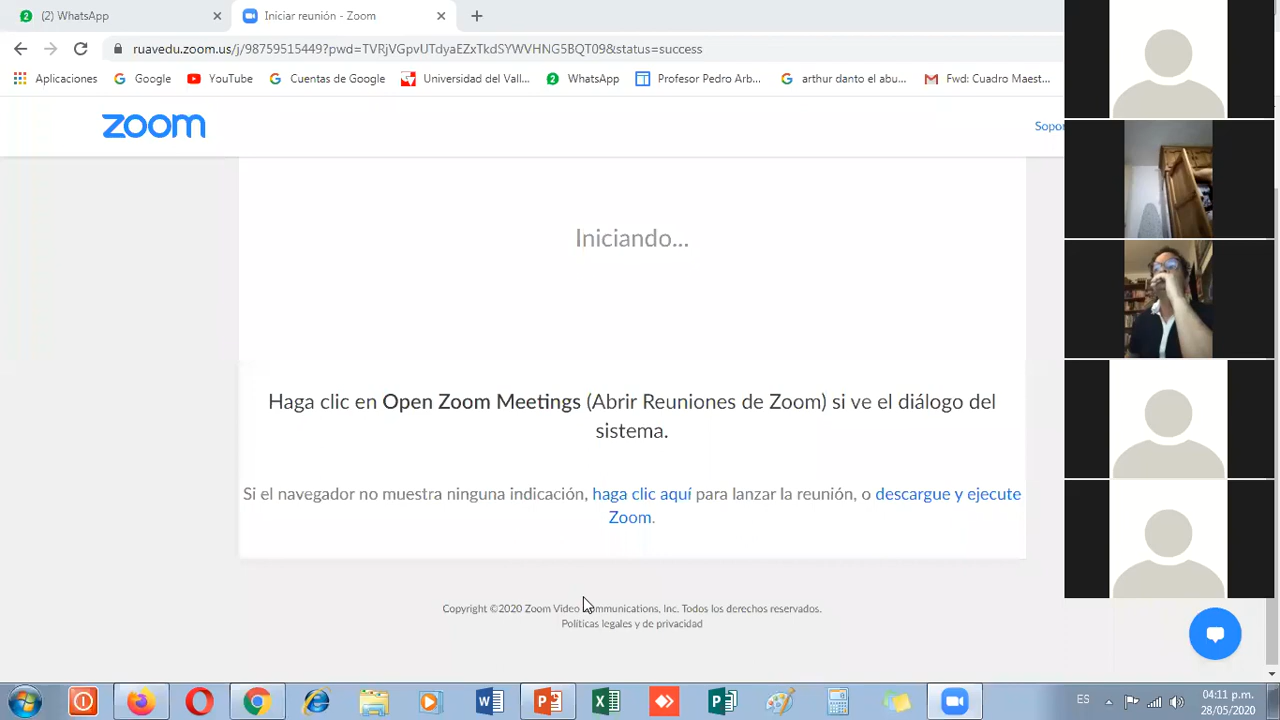 (2) WhatsApp
Iniciar reunión - Zoom
ruavedu.zoom.us/j/98759515449?pwd=TVRjVGpvUTdyaEZxTkdSYWVHNG5BQT09&status=success
Aplicaciones Google YouTube Cuentas de Google Universidad del Vall... WhatsApp Profesor Pedro Arb... arthur danto el abu... Fwd: Cuadro Maest...
zoom
Sopor
Iniciando...
Haga clic en Open Zoom Meetings (Abrir Reuniones de Zoom) si ve el diálogo del
sistema.
Si el navegador no muestra ninguna indicación, haga clic aquí para lanzar la reunión, o descargue y ejecute
Zoom.
Copyright ©2020 Zoom Video Communications, Inc. Todos los derechos reservados.
Políticas legales y de privacidad
ES
04:11 p.m.
28/05/2020